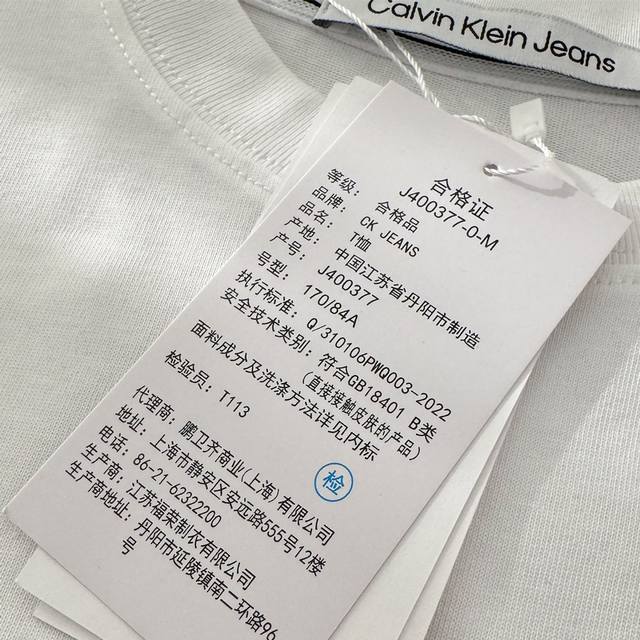 Calvin Klein Jeans
合格证
J400377-0-M
等级: 合格品
品牌: CK JEANS
品名: T恤
产地: 中国江苏省丹阳市制造
产号: J400377
号型: 170/84A
执行标准: Q/310106PWQ003-2022
安全技术类别: 符合GB18401 B类
(直接接触皮肤的产品)
面料成分及洗涤方法详见内标
检验员: T113
检
代理商: 鹏卫齐商业(上海)有限公司
地址: 上海市静安区安远路555号12楼
电话: 86-21-62322200
生产商: 江苏福荣制衣有限公司
生产商地址: 丹阳市延陵镇南二环路96
号